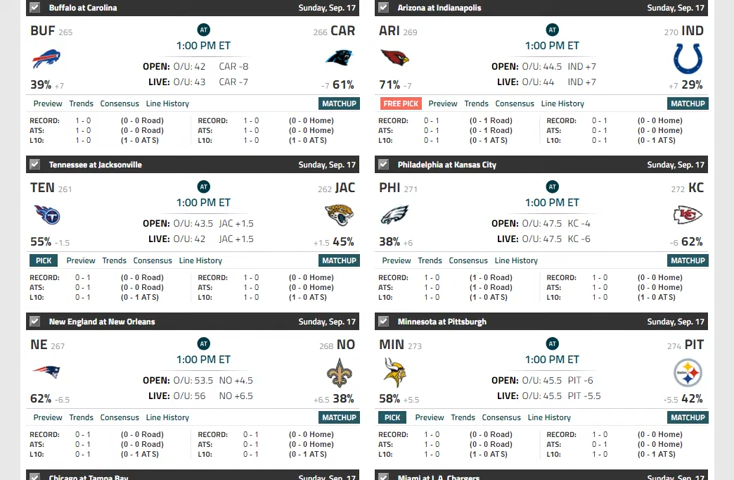 Buffalo at Carolina Sunday, Sep. 17
BUF 265 AT 266 CAR
1:00 PM ET
OPEN: O/U: 42 CAR -8
LIVE: O/U: 43 CAR -7
39% +7 -7 61%
Preview Trends Consensus Line History MATCHUP
RECORD: 1 - 0 (0 - 0 Road) RECORD: 1 - 0 (0 - 0 Home)
ATS: 1 - 0 (0 - 0 Road) ATS: 1 - 0 (0 - 0 Home)
L10: 1 - 0 (1 - 0 ATS) L10: 1 - 0 (1 - 0 ATS)
Arizona at Indianapolis Sunday, Sep. 17
ARI 269 AT 270 IND
1:00 PM ET
OPEN: O/U: 44.5 IND +7
LIVE: O/U: 44 IND +7
71% -7 +7 29%
FREE PICK Preview Trends Consensus Line History MATCHUP
RECORD: 0 - 1 (0 - 1 Road) RECORD: 0 - 1 (0 - 0 Home)
ATS: 0 - 1 (0 - 1 Road) ATS: 0 - 1 (0 - 0 Home)
L10: 0 - 1 (0 - 1 ATS) L10: 0 - 1 (0 - 1 ATS)
Tennessee at Jacksonville Sunday, Sep. 17
TEN 261 AT 262 JAC
1:00 PM ET
OPEN: O/U: 43.5 JAC +1.5
LIVE: O/U: 42 JAC +1.5
55% -1.5 +1.5 45%
PICK Preview Trends Consensus Line History MATCHUP
RECORD: 0 - 1 (0 - 0 Road) RECORD: 1 - 0 (0 - 0 Home)
ATS: 0 - 1 (0 - 0 Road) ATS: 1 - 0 (0 - 0 Home)
L10: 0 - 1 (0 - 1 ATS) L10: 1 - 0 (1 - 0 ATS)
Philadelphia at Kansas City Sunday, Sep. 17
PHI 271 AT 272 KC
1:00 PM ET
OPEN: O/U: 47.5 KC -4
LIVE: O/U: 47.5 KC -6
38% +6 -6 62%
Preview Trends Consensus Line History MATCHUP
RECORD: 1 - 0 (1 - 0 Road) RECORD: 1 - 0 (0 - 0 Home)
ATS: 1 - 0 (1 - 0 Road) ATS: 1 - 0 (0 - 0 Home)
L10: 1 - 0 (1 - 0 ATS) L10: 1 - 0 (1 - 0 ATS)
New England at New Orleans Sunday, Sep. 17
NE 267 AT 268 NO
1:00 PM ET
OPEN: O/U: 53.5 NO +4.5
LIVE: O/U: 56 NO +6.5
62% -6.5 +6.5 38%
Preview Trends Consensus Line History MATCHUP
RECORD: 0 - 1 (0 - 0 Road) RECORD: 0 - 1 (0 - 0 Home)
ATS: 0 - 1 (0 - 0 Road) ATS: 0 - 1 (0 - 0 Home)
L10: 0 - 1 (0 - 1 ATS) L10: 0 - 1 (0 - 1 ATS)
Minnesota at Pittsburgh Sunday, Sep. 17
MIN 273 AT 274 PIT
1:00 PM ET
OPEN: O/U: 45.5 PIT -6
LIVE: O/U: 45.5 PIT -5.5
58% +5.5 -5.5 42%
PICK Preview Trends Consensus Line History MATCHUP
RECORD: 1 - 0 (0 - 0 Road) RECORD: 1 - 0 (0 - 0 Home)
ATS: 1 - 0 (0 - 0 Road) ATS: 0 - 1 (0 - 0 Home)
L10: 1 - 0 (1 - 0 ATS) L10: 1 - 0 (0 - 1 ATS)
Chicago at Tampa Bay Sunday, Sep. 17
Miami at L.A. Chargers Sunday, Sep. 17